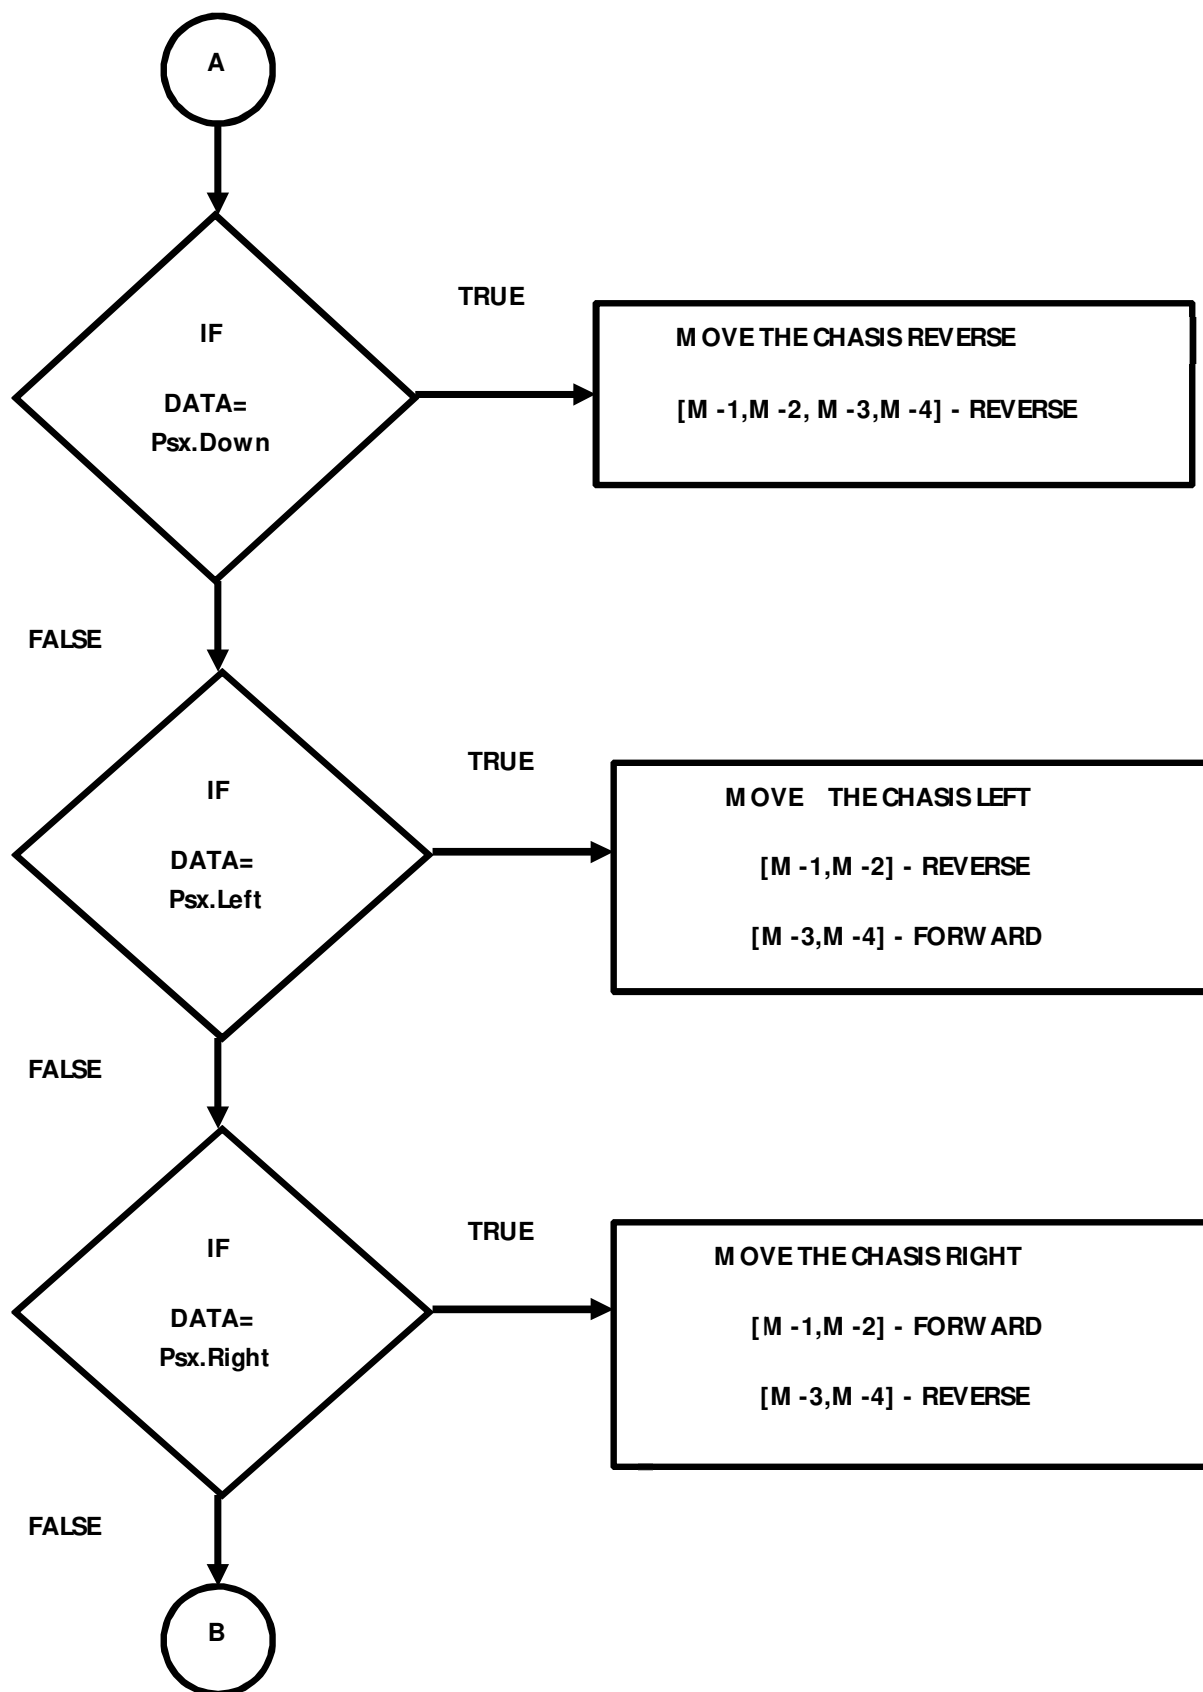 A
TRUE
IF
MOVE THE CHASIS REVERSE
DATA=
[M -1,M -2, M -3,M -4] - REVERSE
Psx.Down
FALSE
TRUE
IF
MOVE THE CHASIS LEFT
DATA=
[M -1,M -2] - REVERSE
Psx.Left
[M -3,M -4] - FORWARD
FALSE
TRUE
IF
MOVE THE CHASIS RIGHT
DATA=
[M -1,M -2] - FORWARD
Psx.Right
[M -3,M -4] - REVERSE
FALSE
B